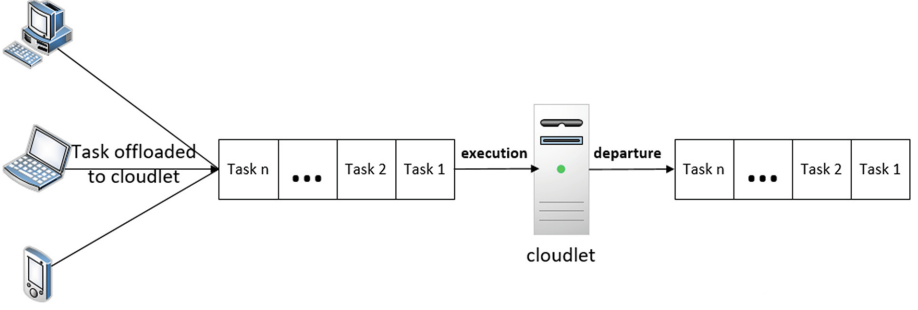 Task offloaded
to cloudlet
Task n ... Task 2 Task 1
execution
departure
Task n ... Task 2 Task 1
cloudlet